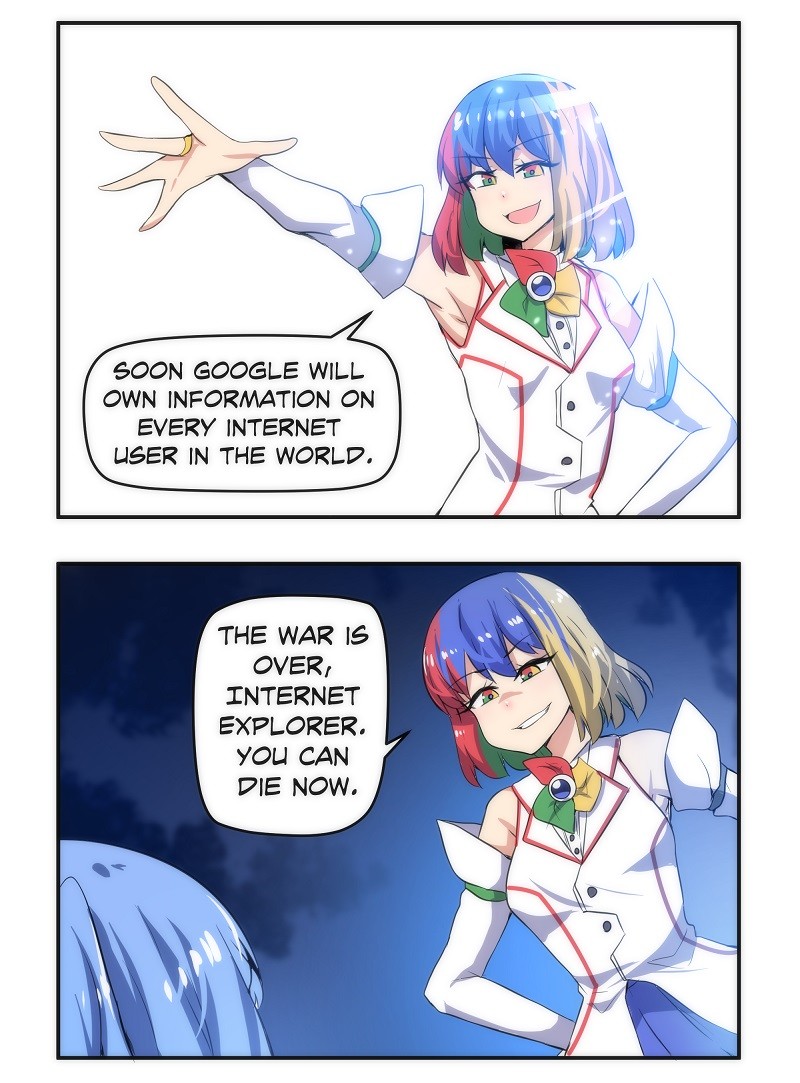 SOON GOOGLE WILL
OWN INFORMATION ON
EVERY INTERNET
USER IN THE WORLD.
THE WAR IS
OVER,
INTERNET
EXPLORER.
YOU CAN
DIE NOW.